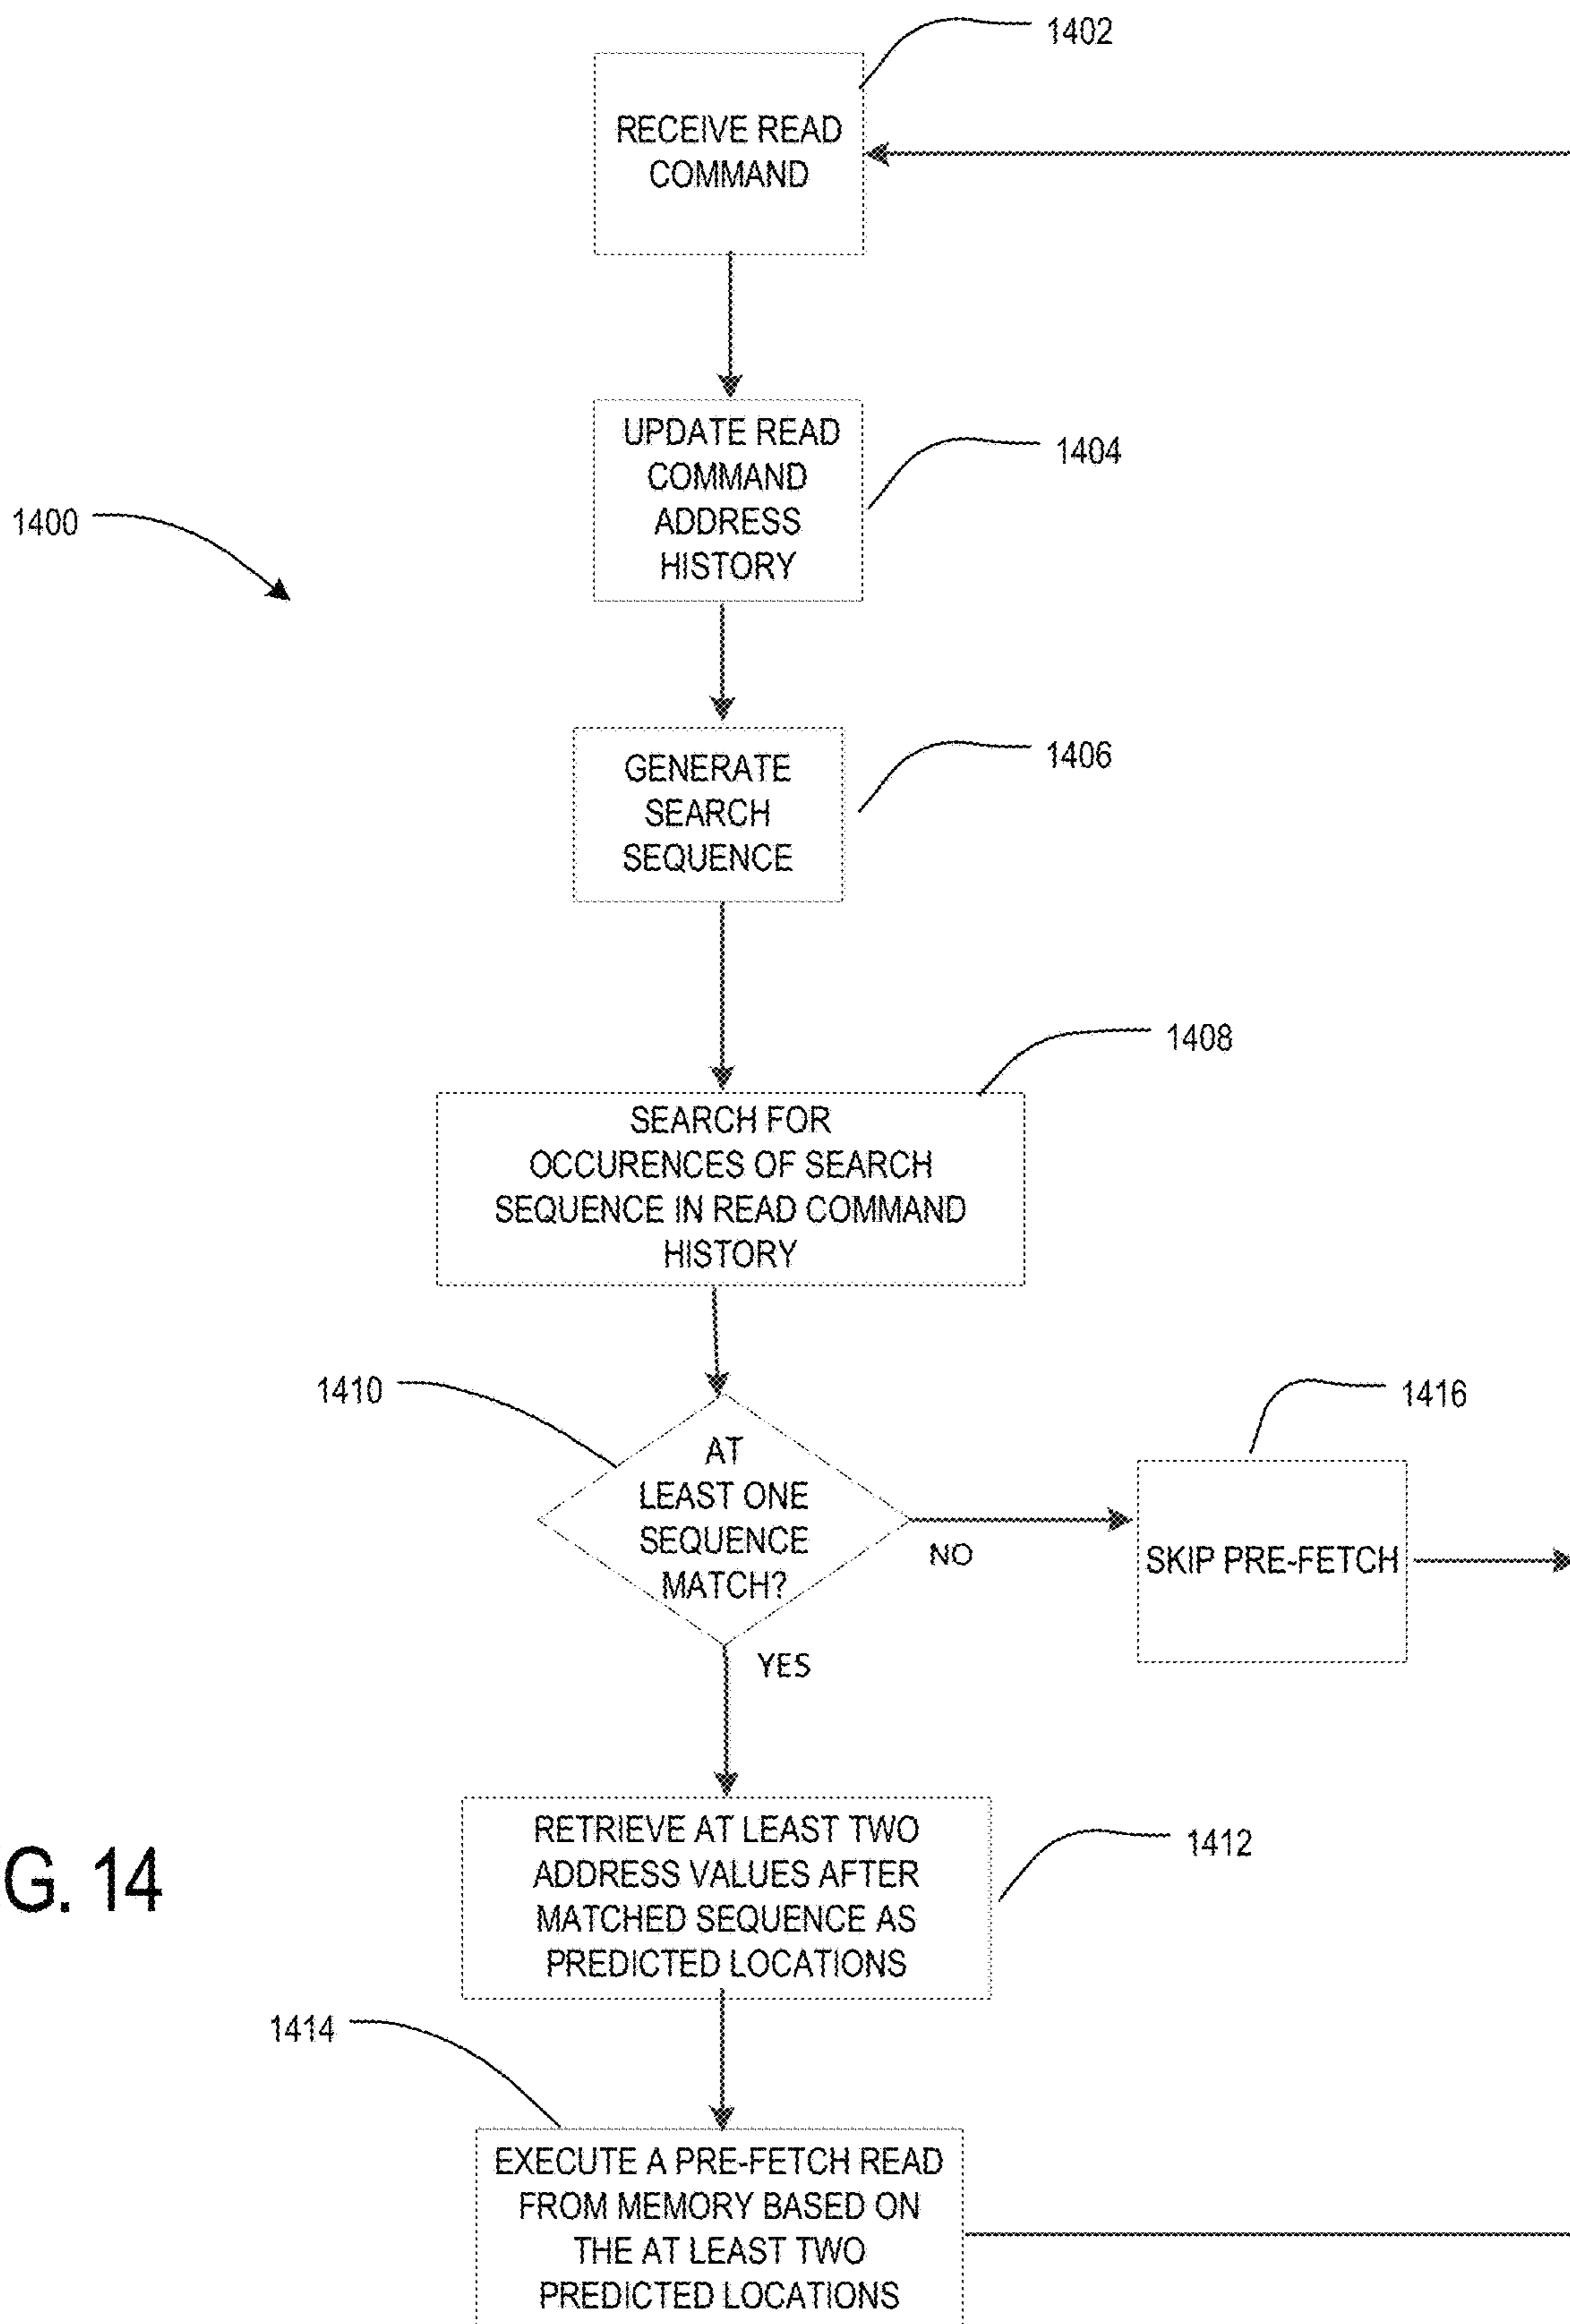 1402
RECEIVE READ
COMMAND
UPDATE READ
COMMAND
ADDRESS
HISTORY
1404
1400
GENERATE
SEARCH
SEQUENCE
1406
1408
SEARCH FOR
OCCURENCES OF SEARCH
SEQUENCE IN READ COMMAND
HISTORY
1410
1416
AT
LEAST ONE
SEQUENCE
MATCH?
NO
SKIP PRE-FETCH
YES
RETRIEVE AT LEAST TWO
ADDRESS VALUES AFTER
MATCHED SEQUENCE AS
PREDICTED LOCATIONS
1412
G. 14
1414
EXECUTE A PRE-FETCH READ
FROM MEMORY BASED ON
THE AT LEAST TWO
PREDICTED LOCATIONS